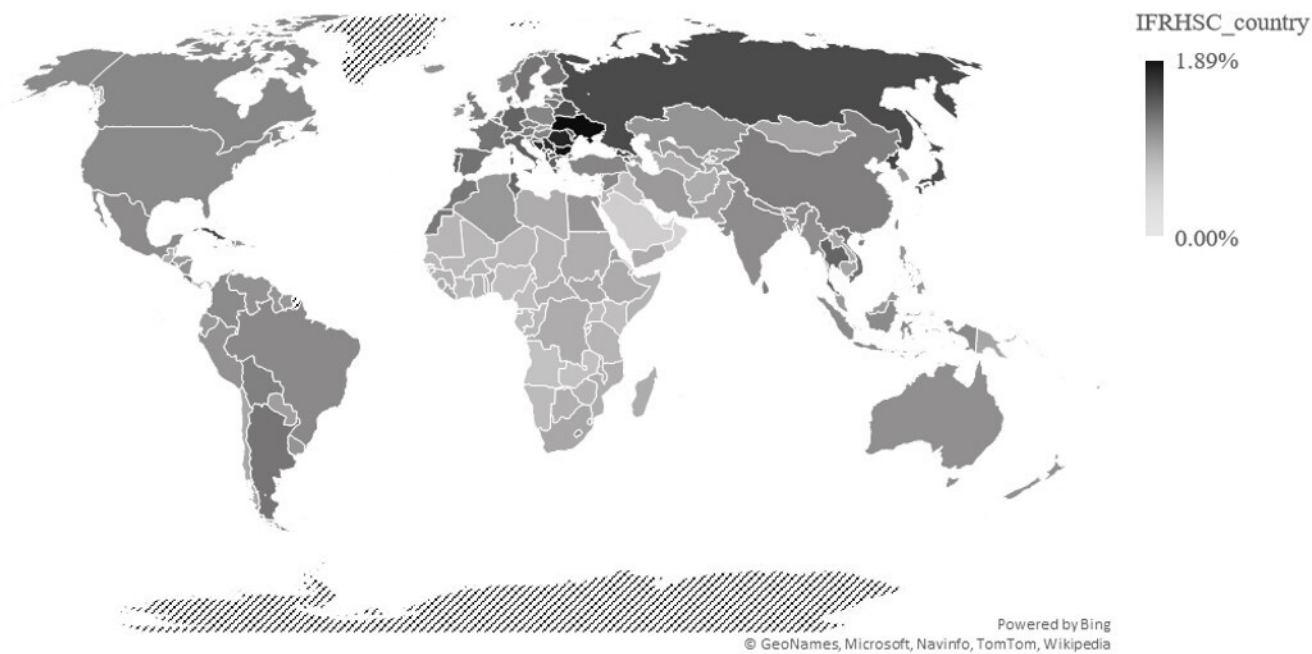 IFRHSC_country
1.89%
0.00%
Powered by Bing
© GeoNames, Microsoft, Navinfo, TomTom, Wikipedia